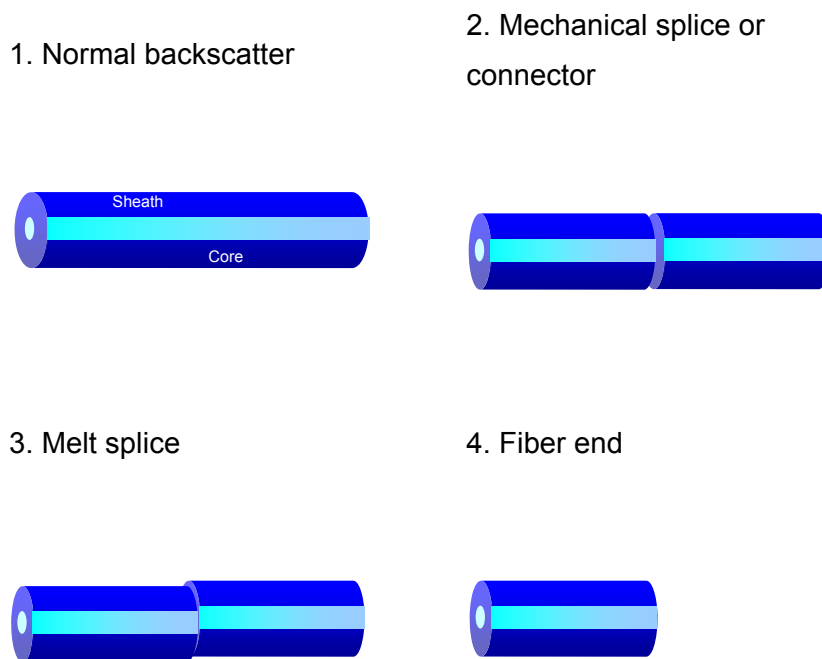 1. Normal backscatter
2. Mechanical splice or
connector
Sheath
Core
3. Melt splice
4. Fiber end